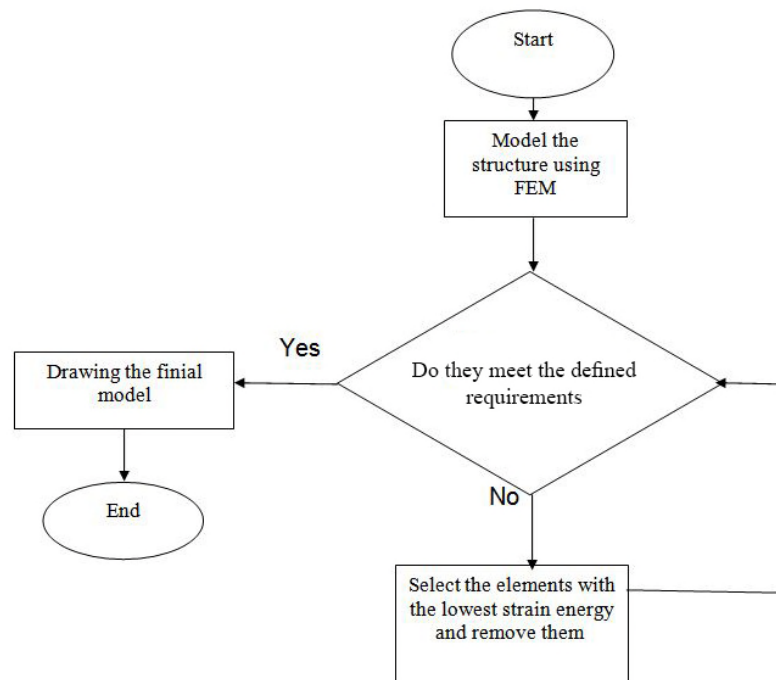 Start
Model the
structure using
FEM
Do they meet the defined
requirements
Yes
Drawing the finial
model
End
No
Select the elements with
the lowest strain energy
and remove them